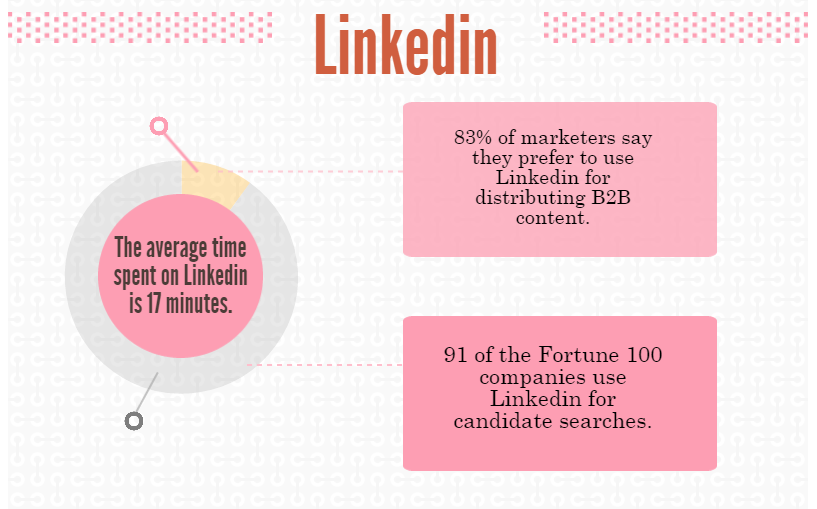 Linkedin
The average time
spent on Linkedin
is 17 minutes.
83% of marketers say
they prefer to use
Linkedin for
distributing B2B
content.
91 of the Fortune 100
companies use
Linkedin for
candidate searches.